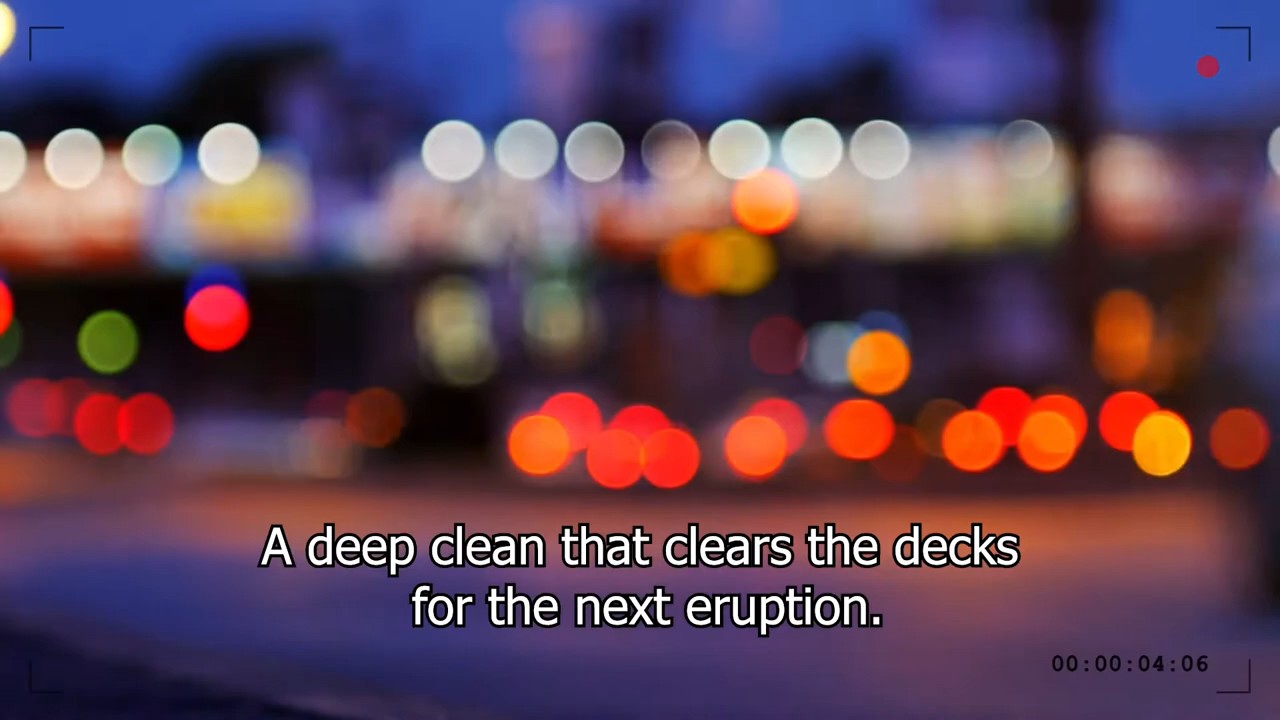 A deep clean that clears the decks
for the next eruption.
00:00:04:06